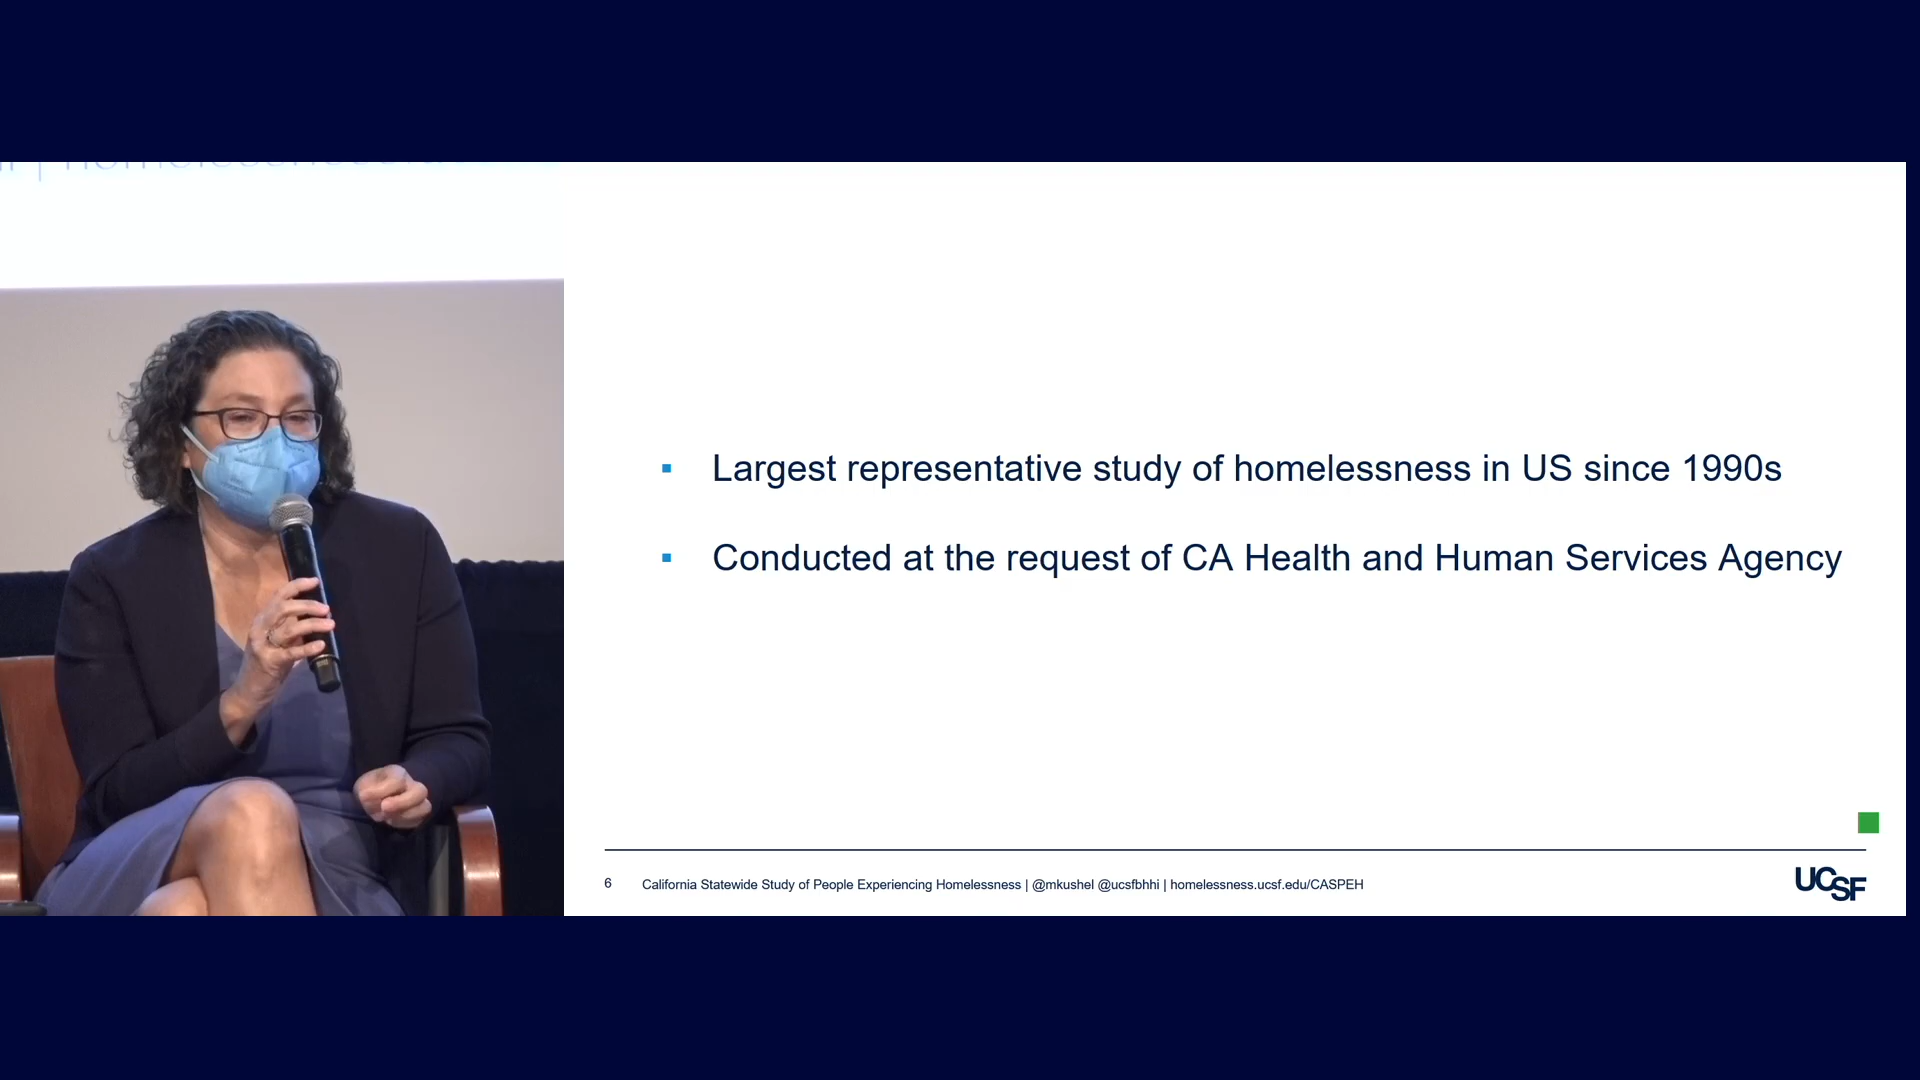 Largest representative study of homelessness in US since 1990s
Conducted at the request of CA Health and Human Services Agency
6 California Statewide Study of People Experiencing Homelessness | @mkushel @ucsfbhhi | homelessness.ucsf.edu/CASPEH
UCSF